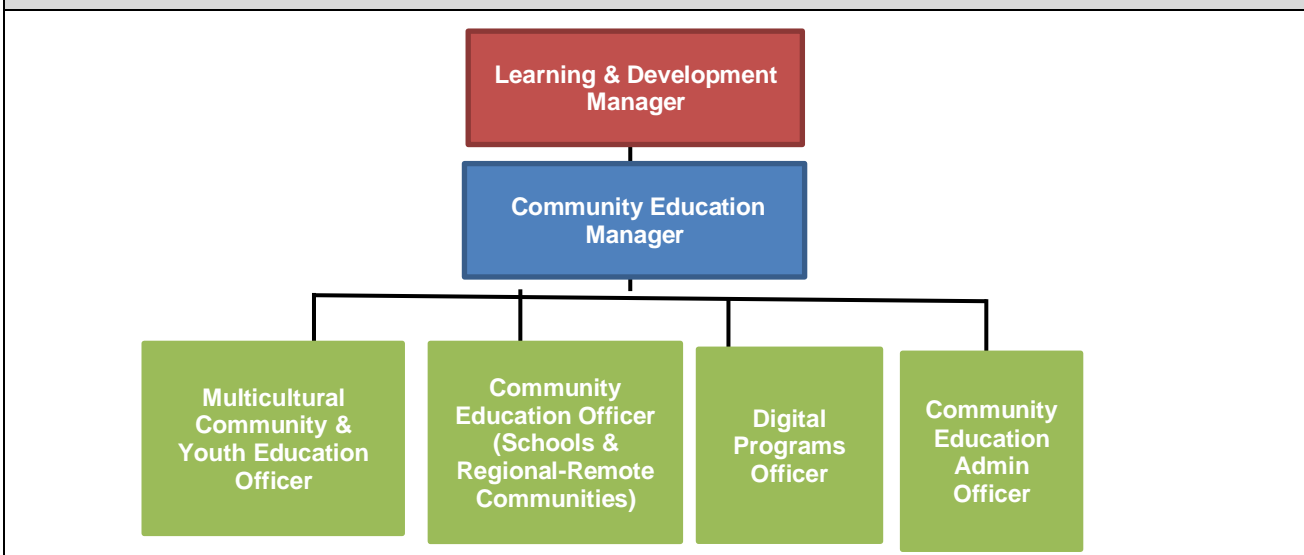 Learning & Development
Manager
Community Education
Manager
Multicultural
Community &
Youth Education
Officer
Community
Education Officer
(Schools &
Regional-Remote
Communities)
Digital
Programs
Officer
Community
Education
Admin
Officer